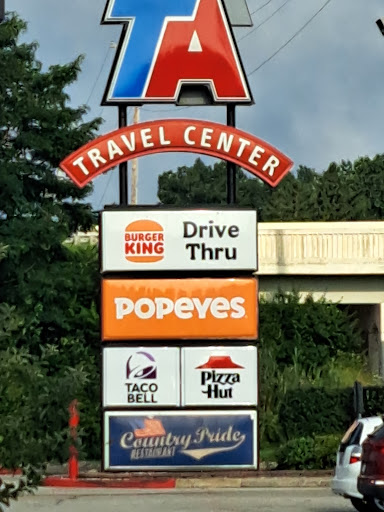 TA
TRAVEL CENTER
BURGER KING Drive Thru
POPEYES
TACO BELL
Pizza Hut
Country Pride
RESTAURANT